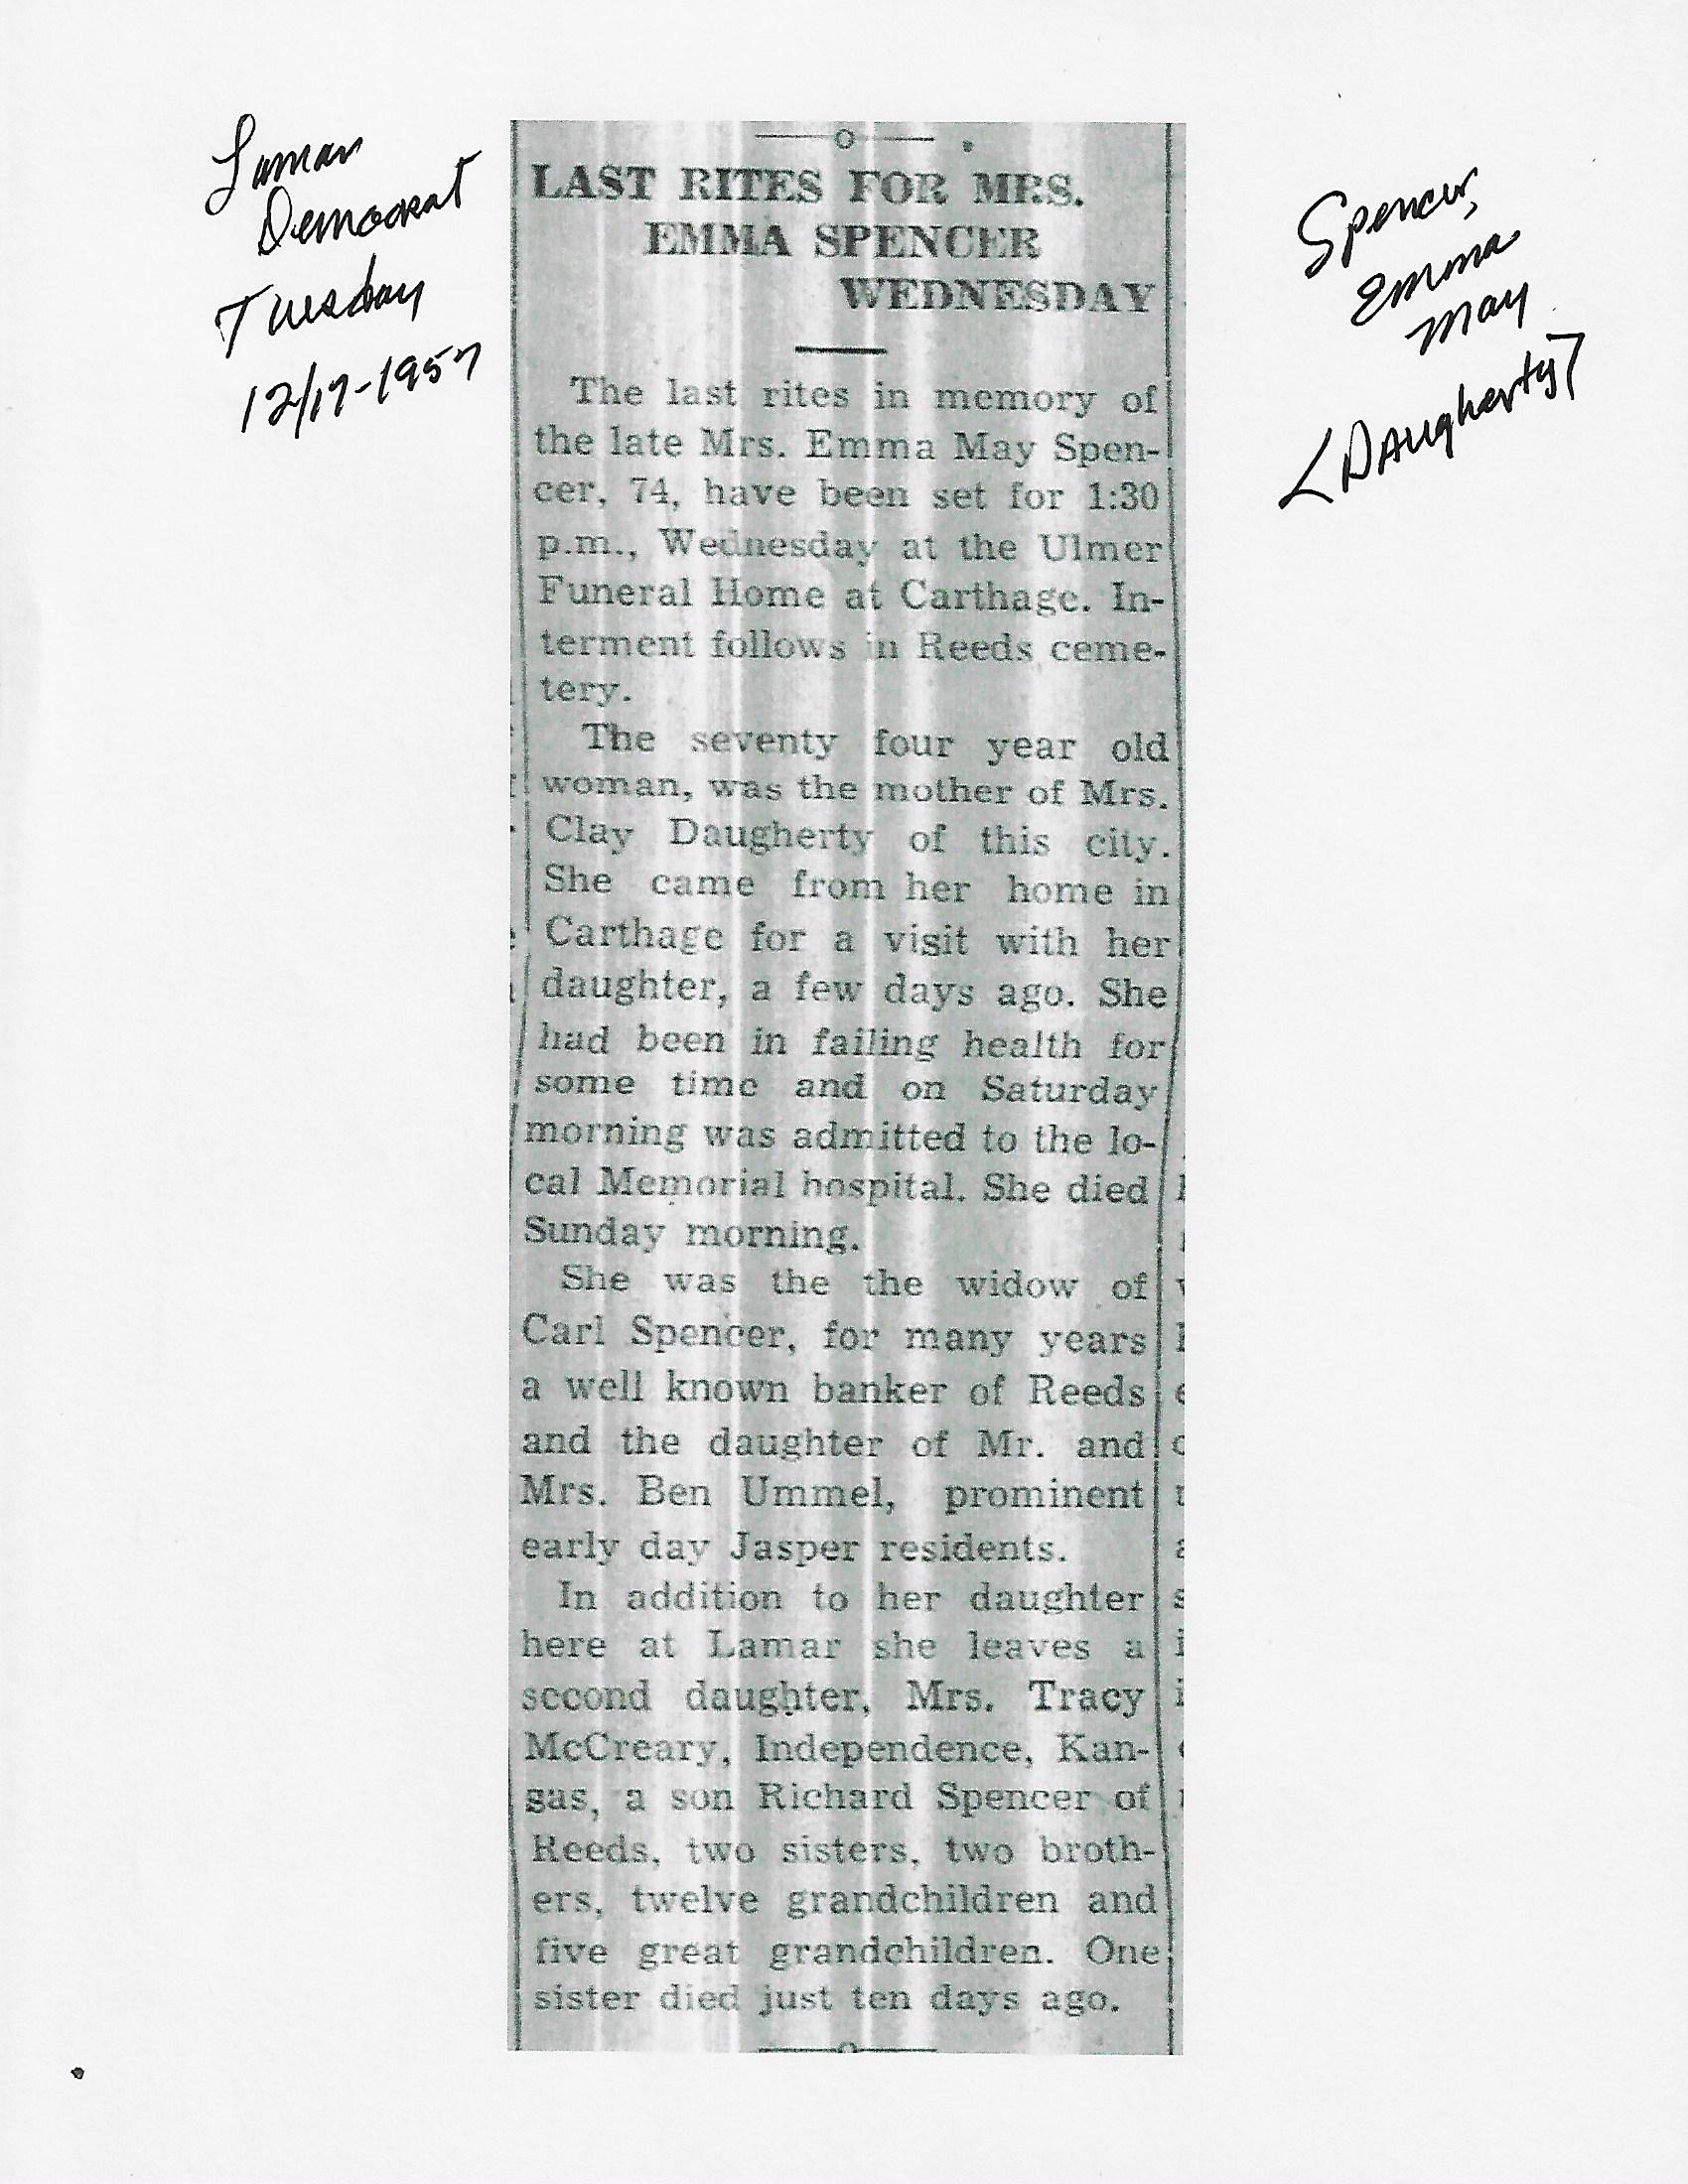 Lamar
Democrat
Tuesday
12/17-1957
Spencer,
Emma
May
<Daugherty>
LAST RITES FOR MRS.
EMMA SPENCER
WEDNESDAY
The last rites in memory of
the late Mrs. Emma May Spen-
cer, 74, have been set for 1:30
p.m., Wednesday at the Ulmer
Funeral Home at Carthage. In-
terment follows in Reeds ceme-
tery.
The seventy four year old
woman, was the mother of Mrs.
Clay Daugherty of this city.
She came from her home in
Carthage for a visit with her
daughter, a few days ago. She
had been in failing health for
some time and on Saturday
morning was admitted to the lo-
cal Memorial hospital. She died
Sunday morning.
She was the the widow of
Carl Spencer, for many years
a well known banker of Reeds
and the daughter of Mr. and
Mrs. Ben Ummel, prominent
early day Jasper residents.
In addition to her daughter
here at Lamar she leaves a
second daughter, Mrs. Tracy
McCreary, Independence, Kan-
sas, a son Richard Spencer of
Reeds, two sisters, two broth-
ers, twelve grandchildren and
five great grandchildren. One
sister died just ten days ago.